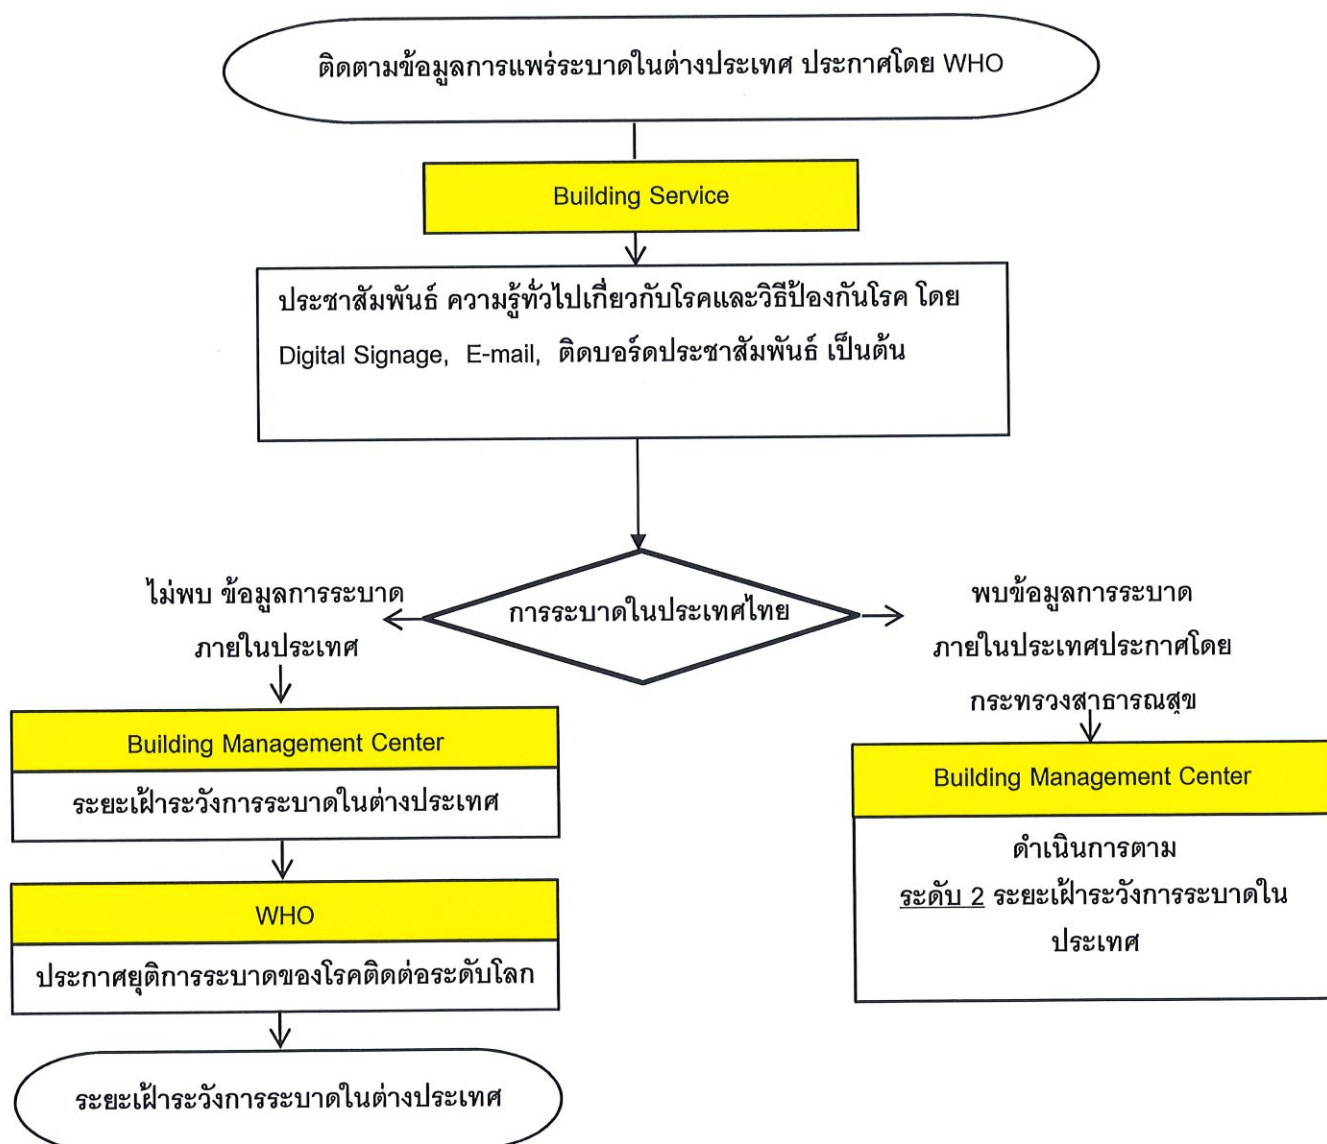 ติดตามข้อมูลการแพร่ระบาดในต่างประเทศ ประกาศโดย WHO
Building Service
ประชาสัมพันธ์ ความรู้ทั่วไปเกี่ยวกับโรคและวิธีป้องกันโรค โดย
Digital Signage, E-mail, ติดบอร์ดประชาสัมพันธ์ เป็นต้น
การระบาดในประเทศไทย
ไม่พบ ข้อมูลการระบาด
ภายในประเทศ
Building Management Center
ระยะเฝ้าระวังการระบาดในต่างประเทศ
WHO
ประกาศยุติการระบาดของโรคติดต่อระดับโลก
ระยะเฝ้าระวังการระบาดในต่างประเทศ
พบข้อมูลการระบาด
ภายในประเทศประกาศโดย
กระทรวงสาธารณสุข
Building Management Center
ดำเนินการตาม
ระดับ 2 ระยะเฝ้าระวังการระบาดใน
ประเทศ